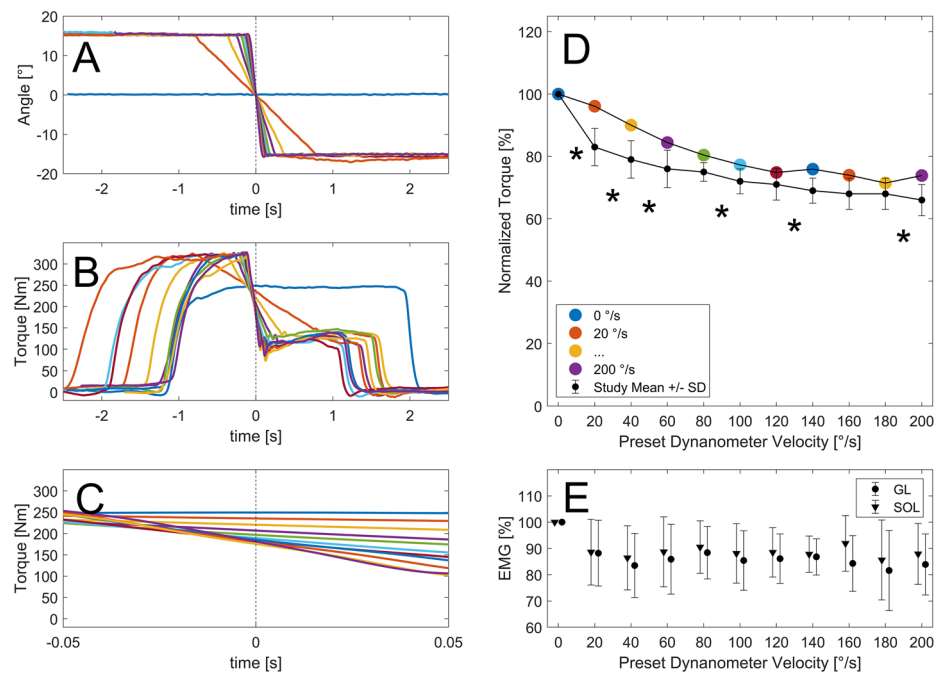 A
Angle [°]
20
10
0
-10
-20
-2
-1
0
1
2
time [s]
B
Torque [Nm]
300
250
200
150
100
50
0
-2
-1
0
1
2
time [s]
C
Torque [Nm]
300
250
200
150
100
50
0
-0.05
0
0.05
time [s]
D
Normalized Torque [%]
120
100
80
60
0
* * * * * *
0 °/s
20 °/s
...
200 °/s
Study Mean +/- SD
0 20 40 60 80 100 120 140 160 180 200
Preset Dynanometer Velocity [°/s]
E
EMG [%]
110
100
90
80
70
60
GL
SOL
0 20 40 60 80 100 120 140 160 180 200
Preset Dynanometer Velocity [°/s]